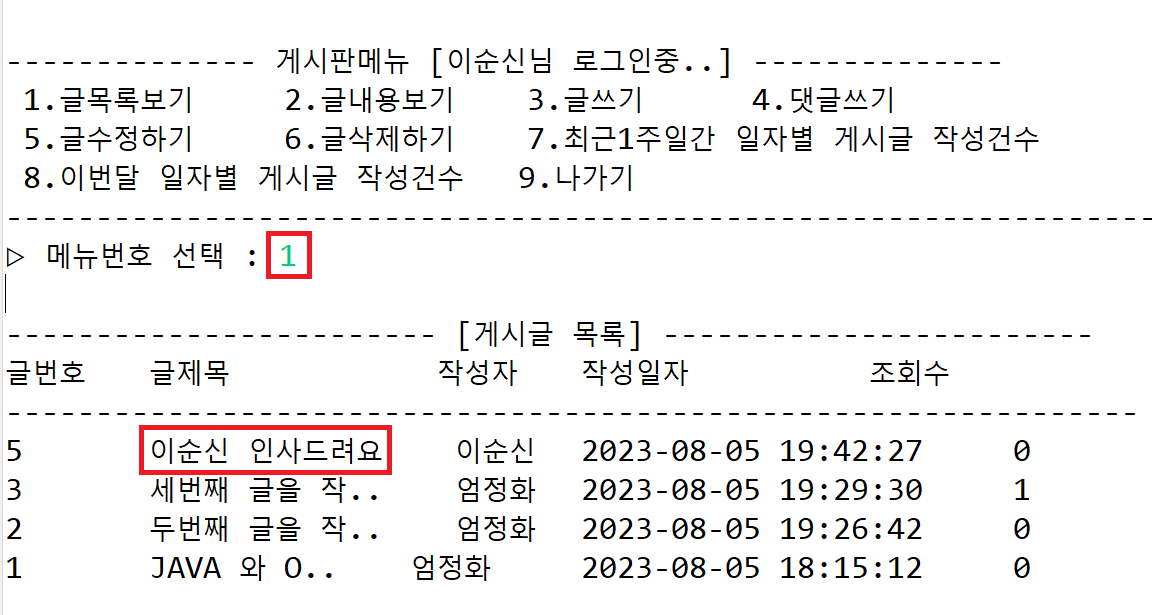 -------------- 게시판메뉴 [이순신님 로그인중..] --------------
1.글목록보기 2.글내용보기 3.글쓰기 4.댓글쓰기
5.글수정하기 6.글삭제하기 7.최근1주일간 일자별 게시글 작성건수
8.이번달 일자별 게시글 작성건수 9.나가기
----------------------------------------------------------------
▷ 메뉴번호 선택 : 1
------------------------ [게시글 목록] ------------------------
글번호 글제목 작성자 작성일자 조회수
---------------------------------------------------------------
5 이순신 인사드려요 이순신 2023-08-05 19:42:27 0
3 세번째 글을 작.. 엄정화 2023-08-05 19:29:30 1
2 두번째 글을 작.. 엄정화 2023-08-05 19:26:42 0
1 JAVA 와 O.. 엄정화 2023-08-05 18:15:12 0